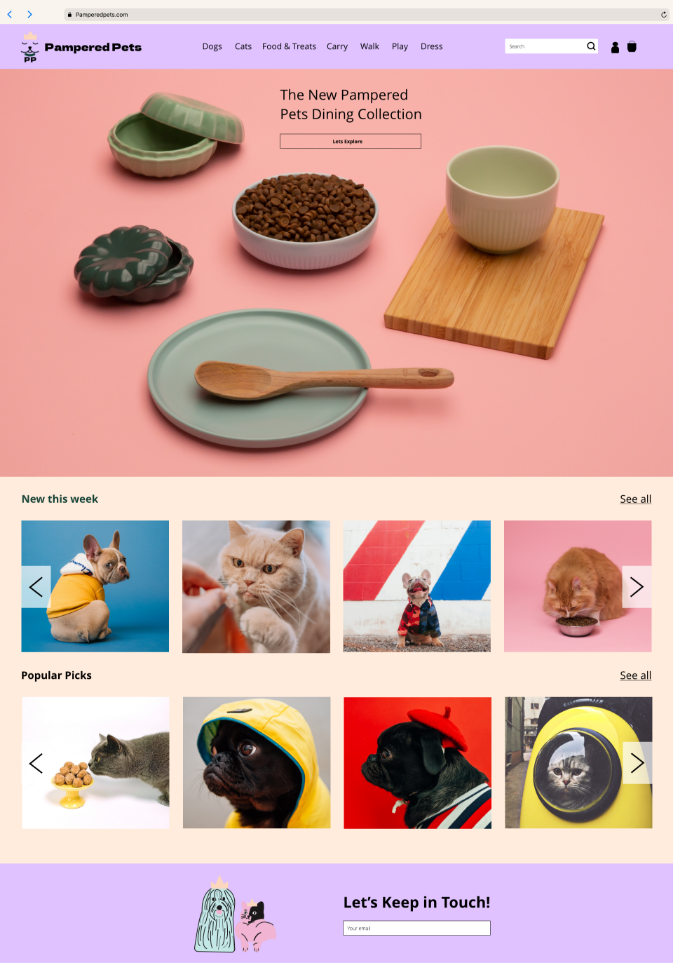 Pamperedpets.com
PP
Pampered Pets
Dogs Cats Food & Treats Carry Walk Play Dress
Search
The New Pampered
Pets Dining Collection
Lets Explore
New this week
See all
Popular Picks
See all
Let's Keep in Touch!
Your email